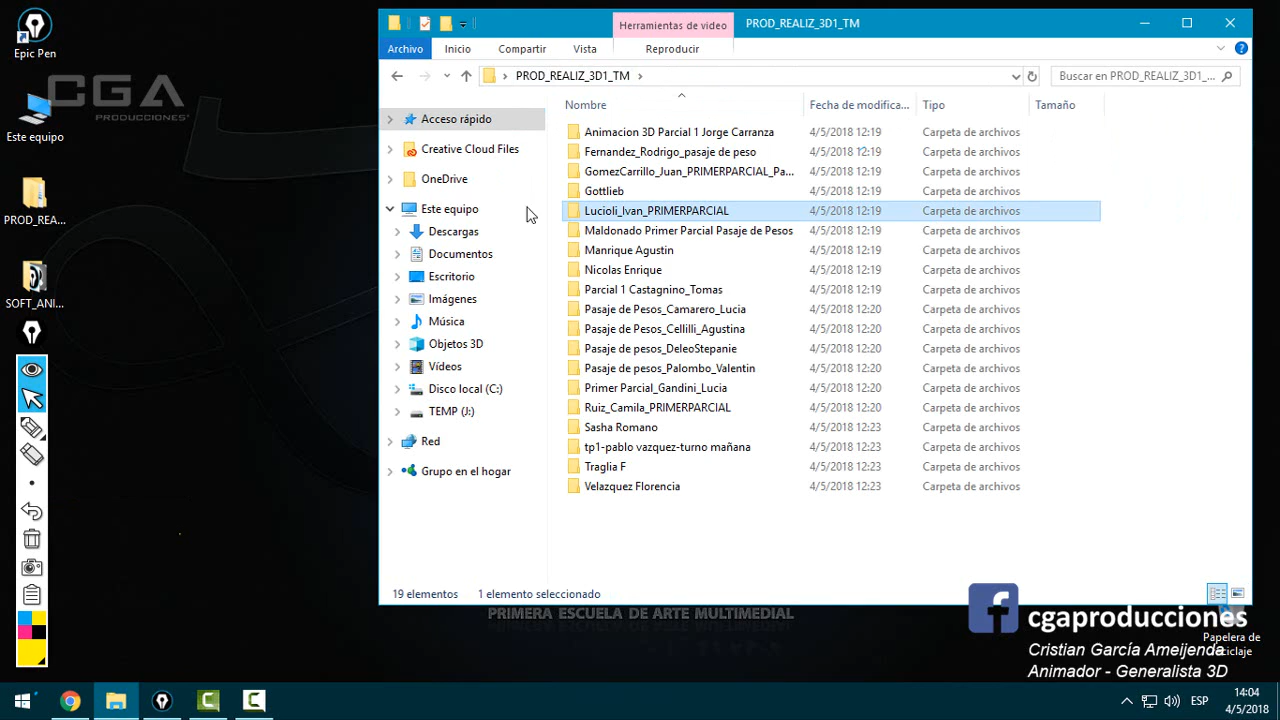 Epic Pen
CGA
PRODUCCIONES
Este equipo
PROD_REA...
SOFT_ANI...
Herramientas de video
PROD_REALIZ_3D1_TM
Archivo
Inicio
Compartir
Vista
Reproducir
PROD_REALIZ_3D1_TM
Buscar en PROD_REALIZ_3D1_...
Acceso rápido
Creative Cloud Files
OneDrive
Este equipo
Descargas
Documentos
Escritorio
Imágenes
Música
Objetos 3D
Vídeos
Disco local (C:)
TEMP (J:)
Red
Grupo en el hogar
Nombre Fecha de modifica... Tipo Tamaño
Animacion 3D Parcial 1 Jorge Carranza 4/5/2018 12:19 Carpeta de archivos
Fernandez_Rodrigo_pasaje de peso 4/5/2018 12:19 Carpeta de archivos
GomezCarrillo_Juan_PRIMERPARCIAL_Pa... 4/5/2018 12:19 Carpeta de archivos
Gottlieb 4/5/2018 12:19 Carpeta de archivos
Lucioli_Ivan_PRIMERPARCIAL 4/5/2018 12:19 Carpeta de archivos
Maldonado Primer Parcial Pasaje de Pesos 4/5/2018 12:19 Carpeta de archivos
Manrique Agustin 4/5/2018 12:19 Carpeta de archivos
Nicolas Enrique 4/5/2018 12:19 Carpeta de archivos
Parcial 1 Castagnino_Tomas 4/5/2018 12:19 Carpeta de archivos
Pasaje de Pesos_Camarero_Lucia 4/5/2018 12:20 Carpeta de archivos
Pasaje de Pesos_Cellilli_Agustina 4/5/2018 12:20 Carpeta de archivos
Pasaje de pesos_DeleoStepanie 4/5/2018 12:20 Carpeta de archivos
Pasaje de pesos_Palombo_Valentin 4/5/2018 12:20 Carpeta de archivos
Primer Parcial_Gandini_Lucia 4/5/2018 12:20 Carpeta de archivos
Ruiz_Camila_PRIMERPARCIAL 4/5/2018 12:20 Carpeta de archivos
Sasha Romano 4/5/2018 12:23 Carpeta de archivos
tp1-pablo vazquez-turno mañana 4/5/2018 12:23 Carpeta de archivos
Traglia F 4/5/2018 12:23 Carpeta de archivos
Velazquez Florencia 4/5/2018 12:23 Carpeta de archivos
19 elementos 1 elemento seleccionado
PRIMERA ESCUELA DE ARTE MULTIMEDIAL
cgaproducciones
Papelera de
reciclaje
Cristian García Ameijenda
Animador - Generalista 3D
ESP
14:04
4/5/2018